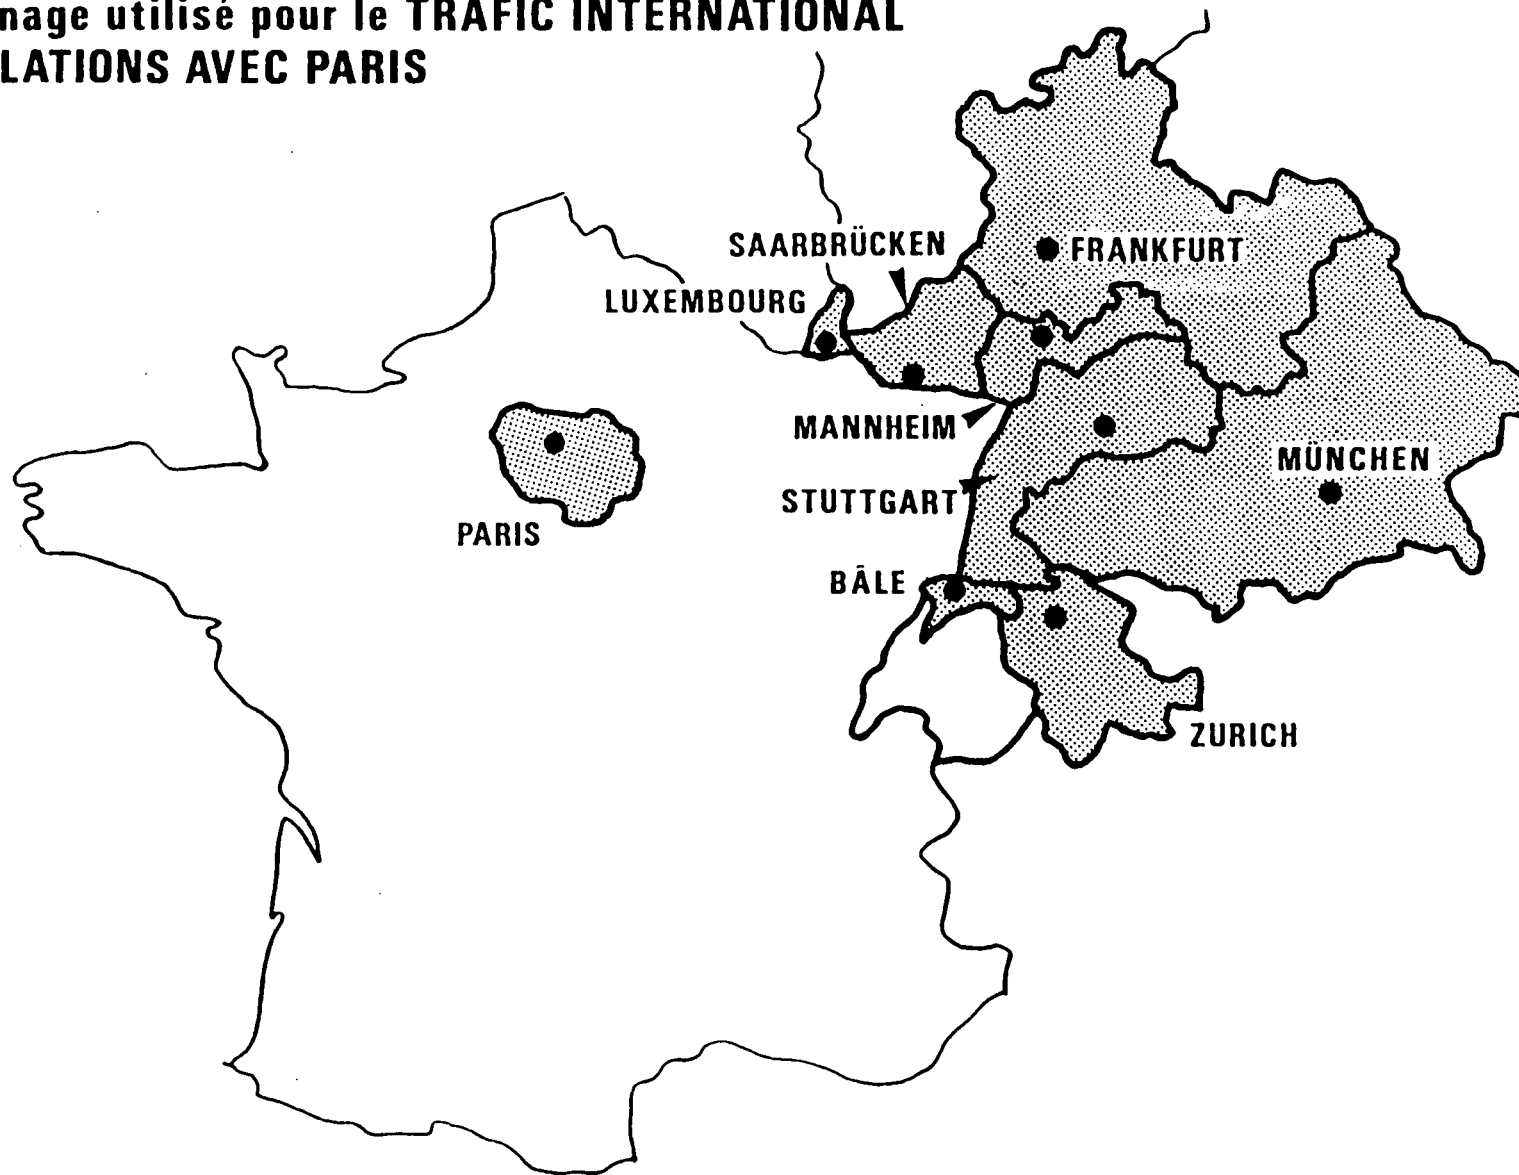 nage utilisé pour le TRAFIC INTERNATIONAL
LATIONS AVEC PARIS
SAARBRÜCKEN
FRANKFURT
LUXEMBOURG
MANNHEIM
MÜNCHEN
STUTTGART
PARIS
BÂLE
ZURICH